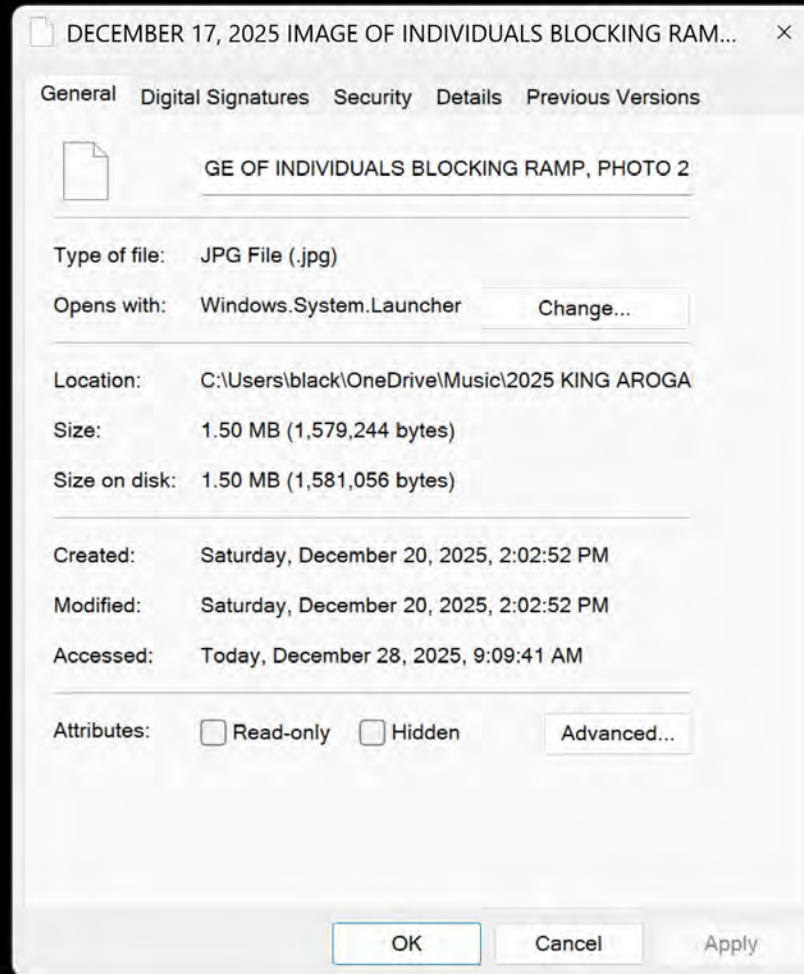 DECEMBER 17, 2025 IMAGE OF INDIVIDUALS BLOCKING RAM...
General Digital Signatures Security Details Previous Versions
GE OF INDIVIDUALS BLOCKING RAMP, PHOTO 2
Type of file: JPG File (.jpg)
Opens with: Windows.System.Launcher Change...
Location: C:\Users\black\OneDrive\Music\2025 KING AROGA
Size: 1.50 MB (1,579,244 bytes)
Size on disk: 1.50 MB (1,581,056 bytes)
Created: Saturday, December 20, 2025, 2:02:52 PM
Modified: Saturday, December 20, 2025, 2:02:52 PM
Accessed: Today, December 28, 2025, 9:09:41 AM
Attributes: Read-only Hidden Advanced...
OK Cancel Apply